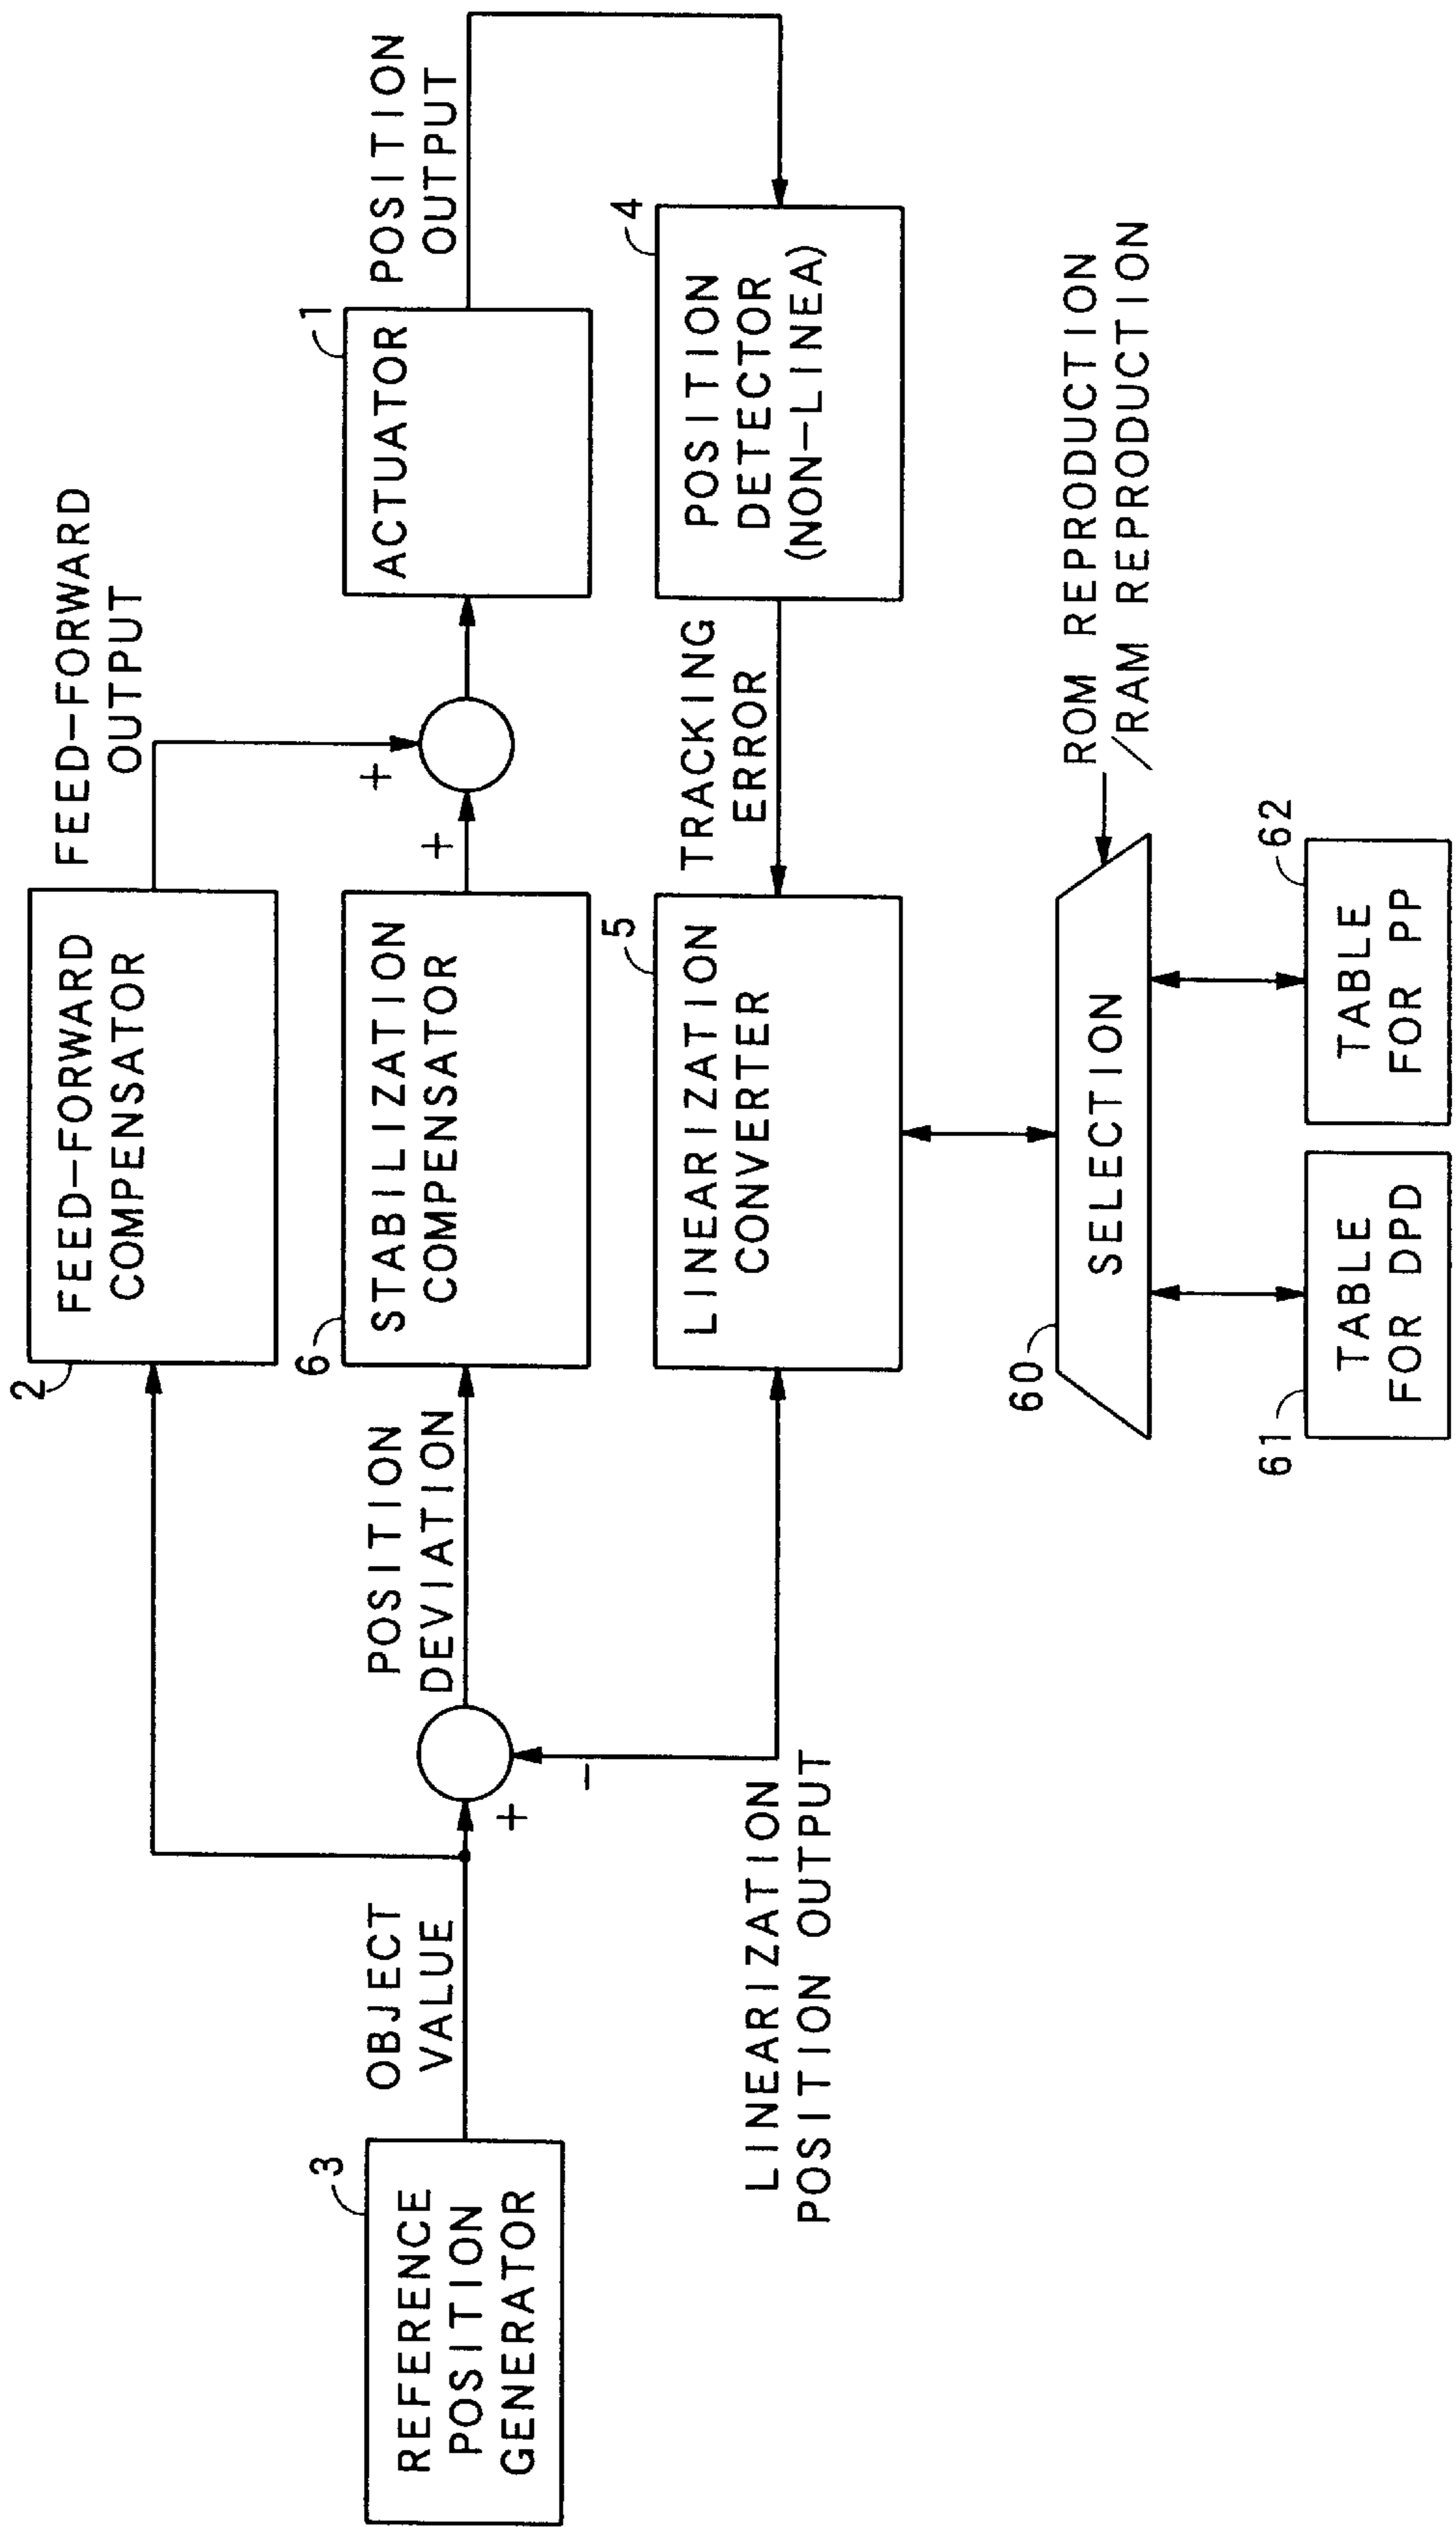 FEED-FORWARD
OUTPUT
2
FEED-FORWARD
COMPENSATOR
3
REFERENCE
POSITION
GENERATOR
OBJECT
VALUE
+
-
POSITION
DEVIATION
6
STABILIZATION
COMPENSATOR
+
+
1
ACTUATOR
POSITION
OUTPUT
LINEARIZATION
POSITION OUTPUT
5
LINEARIZATION
CONVERTER
TRACKING
ERROR
4
POSITION
DETECTOR
(NON-LINEA)
60
SELECTION
ROM REPRODUCTION
/RAM REPRODUCTION
61
TABLE
FOR DPD
62
TABLE
FOR PP